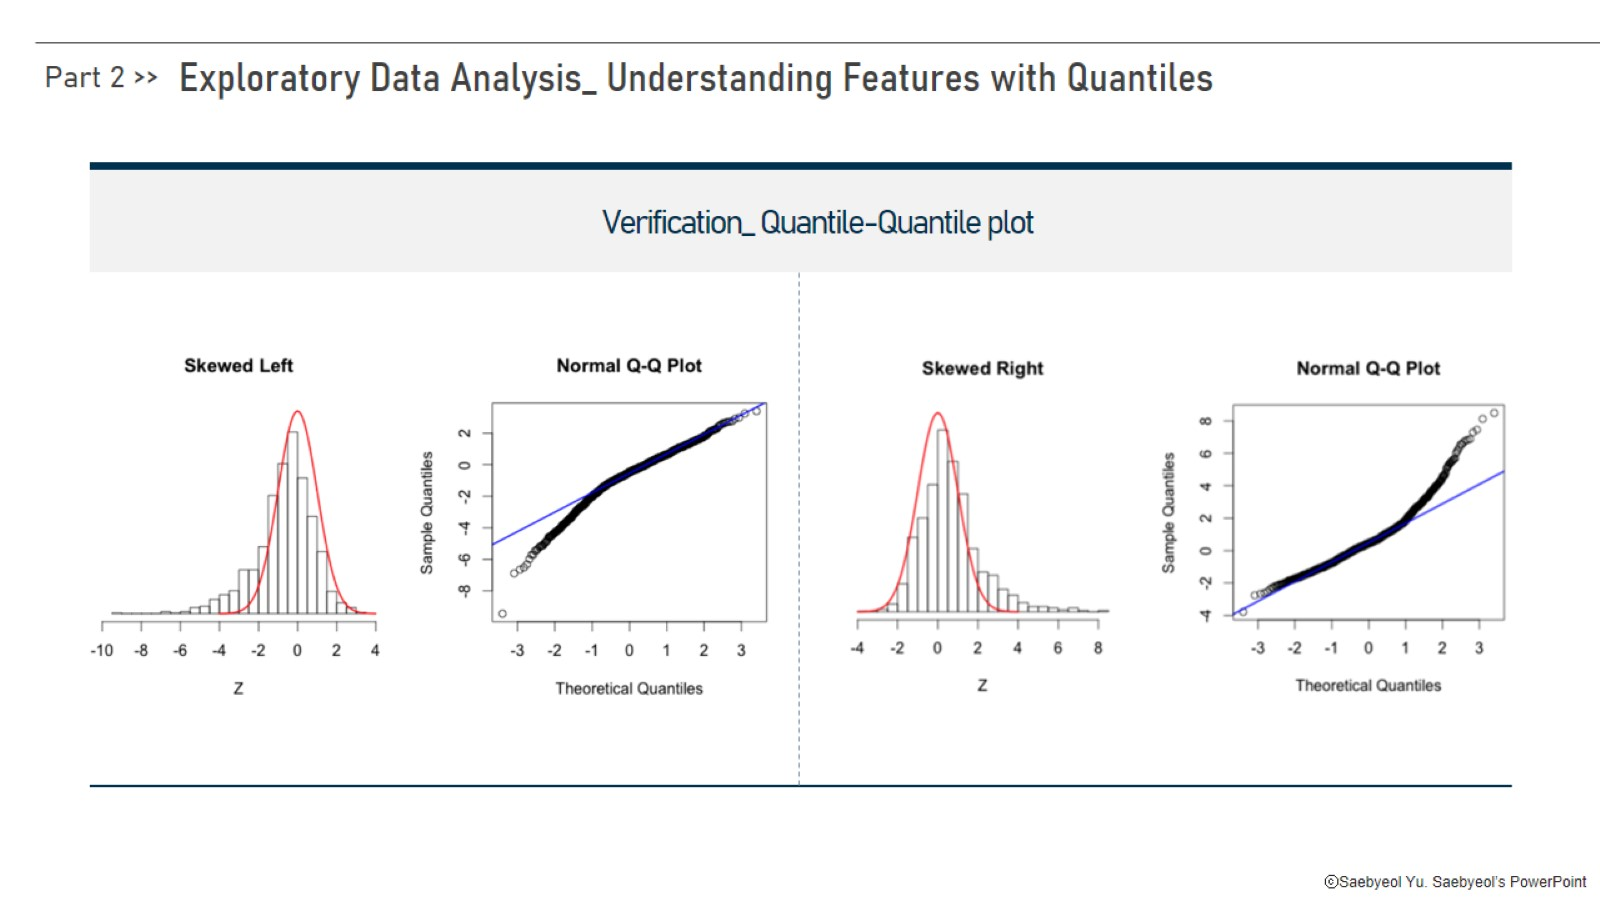 Part 2 >> Exploratory Data Analysis_ Understanding Features with Quantiles
Verification_ Quantile-Quantile plot
Skewed Left
-10 -8 -6 -4 -2 0 2 4
Z
Normal Q-Q Plot
Sample Quantiles
2
0
-2
-4
-6
-8
-3 -2 -1 0 1 2 3
Theoretical Quantiles
Skewed Right
-4 -2 0 2 4 6 8
Z
Normal Q-Q Plot
Sample Quantiles
8
6
4
2
0
-2
-4
-3 -2 -1 0 1 2 3
Theoretical Quantiles
©Saebyeol Yu. Saebyeol's PowerPoint